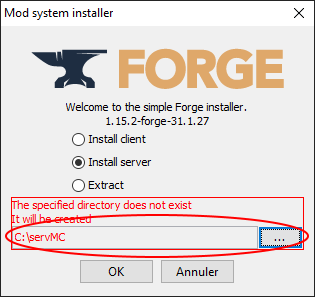 Mod system installer
FORGE
Welcome to the simple Forge installer.
1.15.2-forge-31.1.27
Install client
Install server
Extract
The specified directory does not exist
It will be created
C:\servMC
...
OK
Annuler